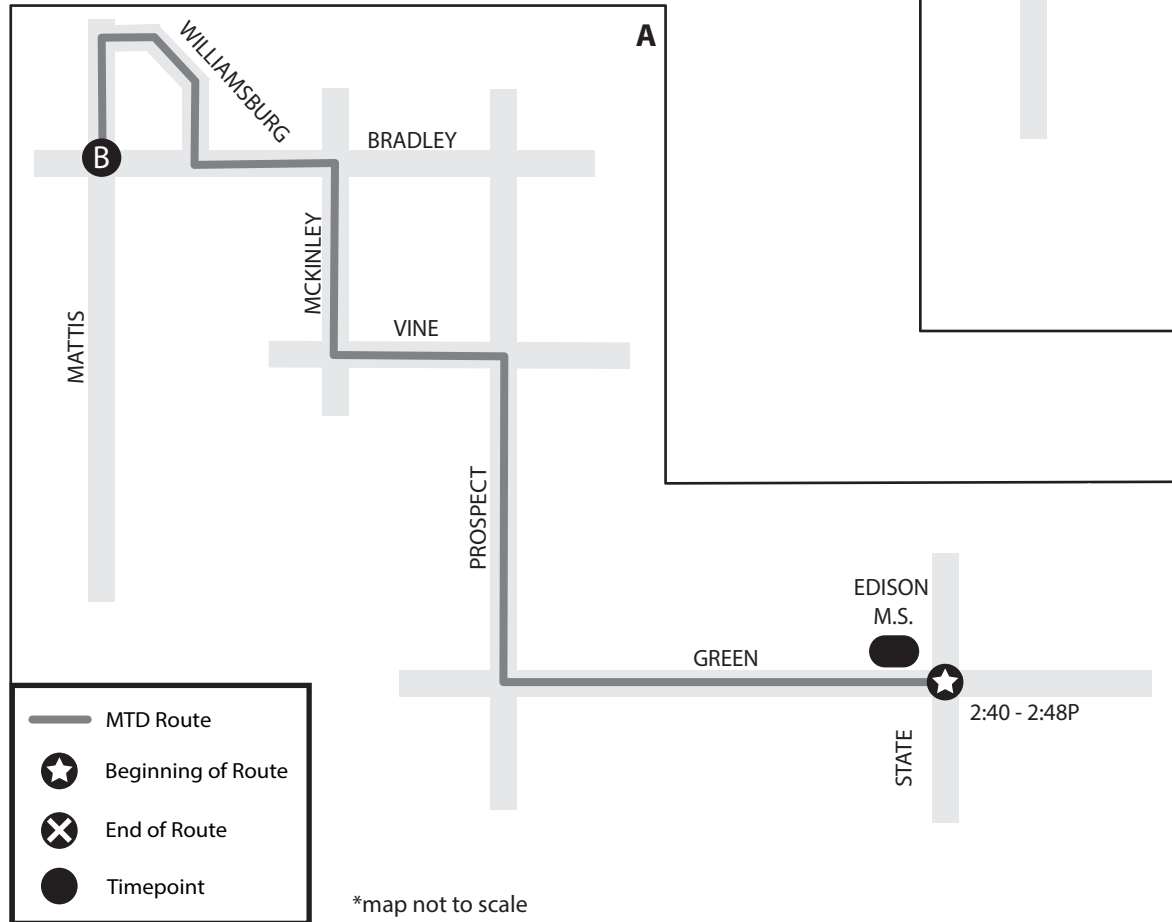 A
WILLIAMSBURG
BRADLEY
B
MCKINLEY
VINE
MATTIS
PROSPECT
EDISON
M.S.
GREEN
2:40 - 2:48P
STATE
MTD Route
Beginning of Route
End of Route
Timepoint
*map not to scale